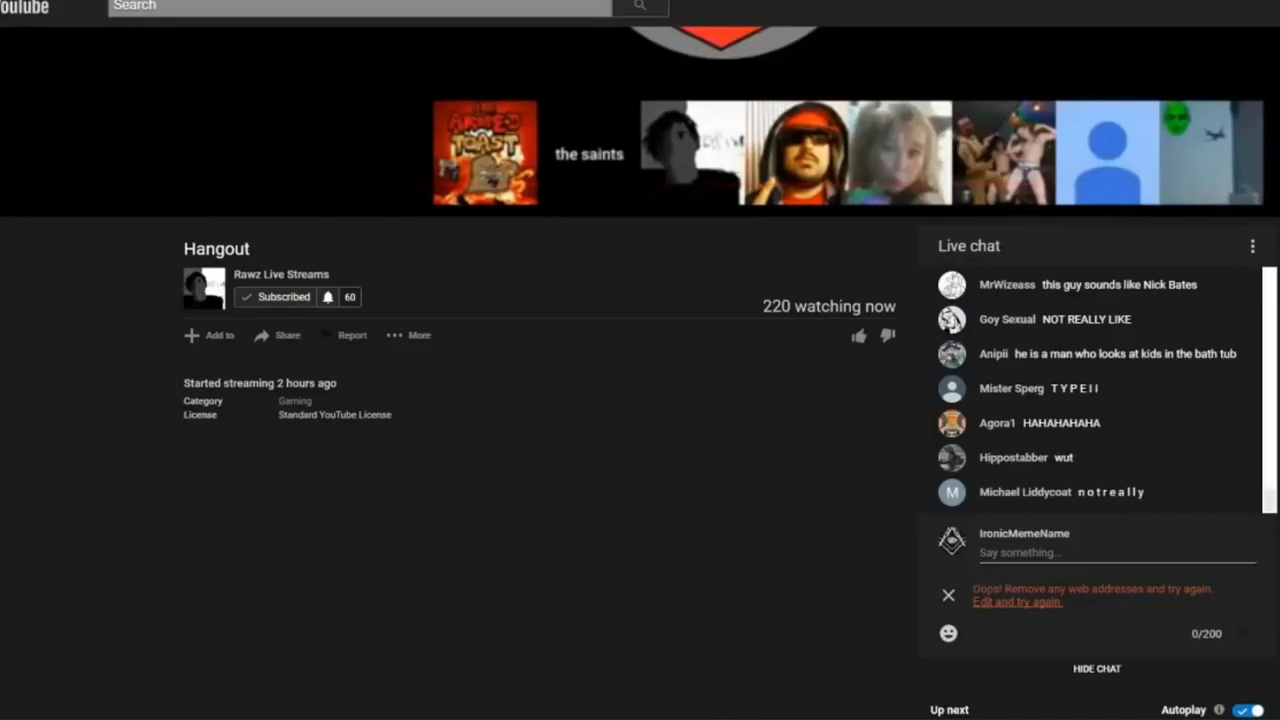 ouTube
Search
ARMED
TOAST
the saints
Hangout
Rawz Live Streams
Subscribed 60
220 watching now
Add to Share Report More
Started streaming 2 hours ago
Category Gaming
License Standard YouTube License
Live chat
MrWizeass this guy sounds like Nick Bates
Goy Sexual NOT REALLY LIKE
Anipii he is a man who looks at kids in the bath tub
Mister Sperg T Y P E I I
Agora1 HAHAHAHAHA
Hippostabber wut
M Michael Liddycoat n o t r e a l l y
IronicMemeName
Say something...
Oops! Remove any web addresses and try again.
Edit and try again.
0/200
HIDE CHAT
Up next Autoplay